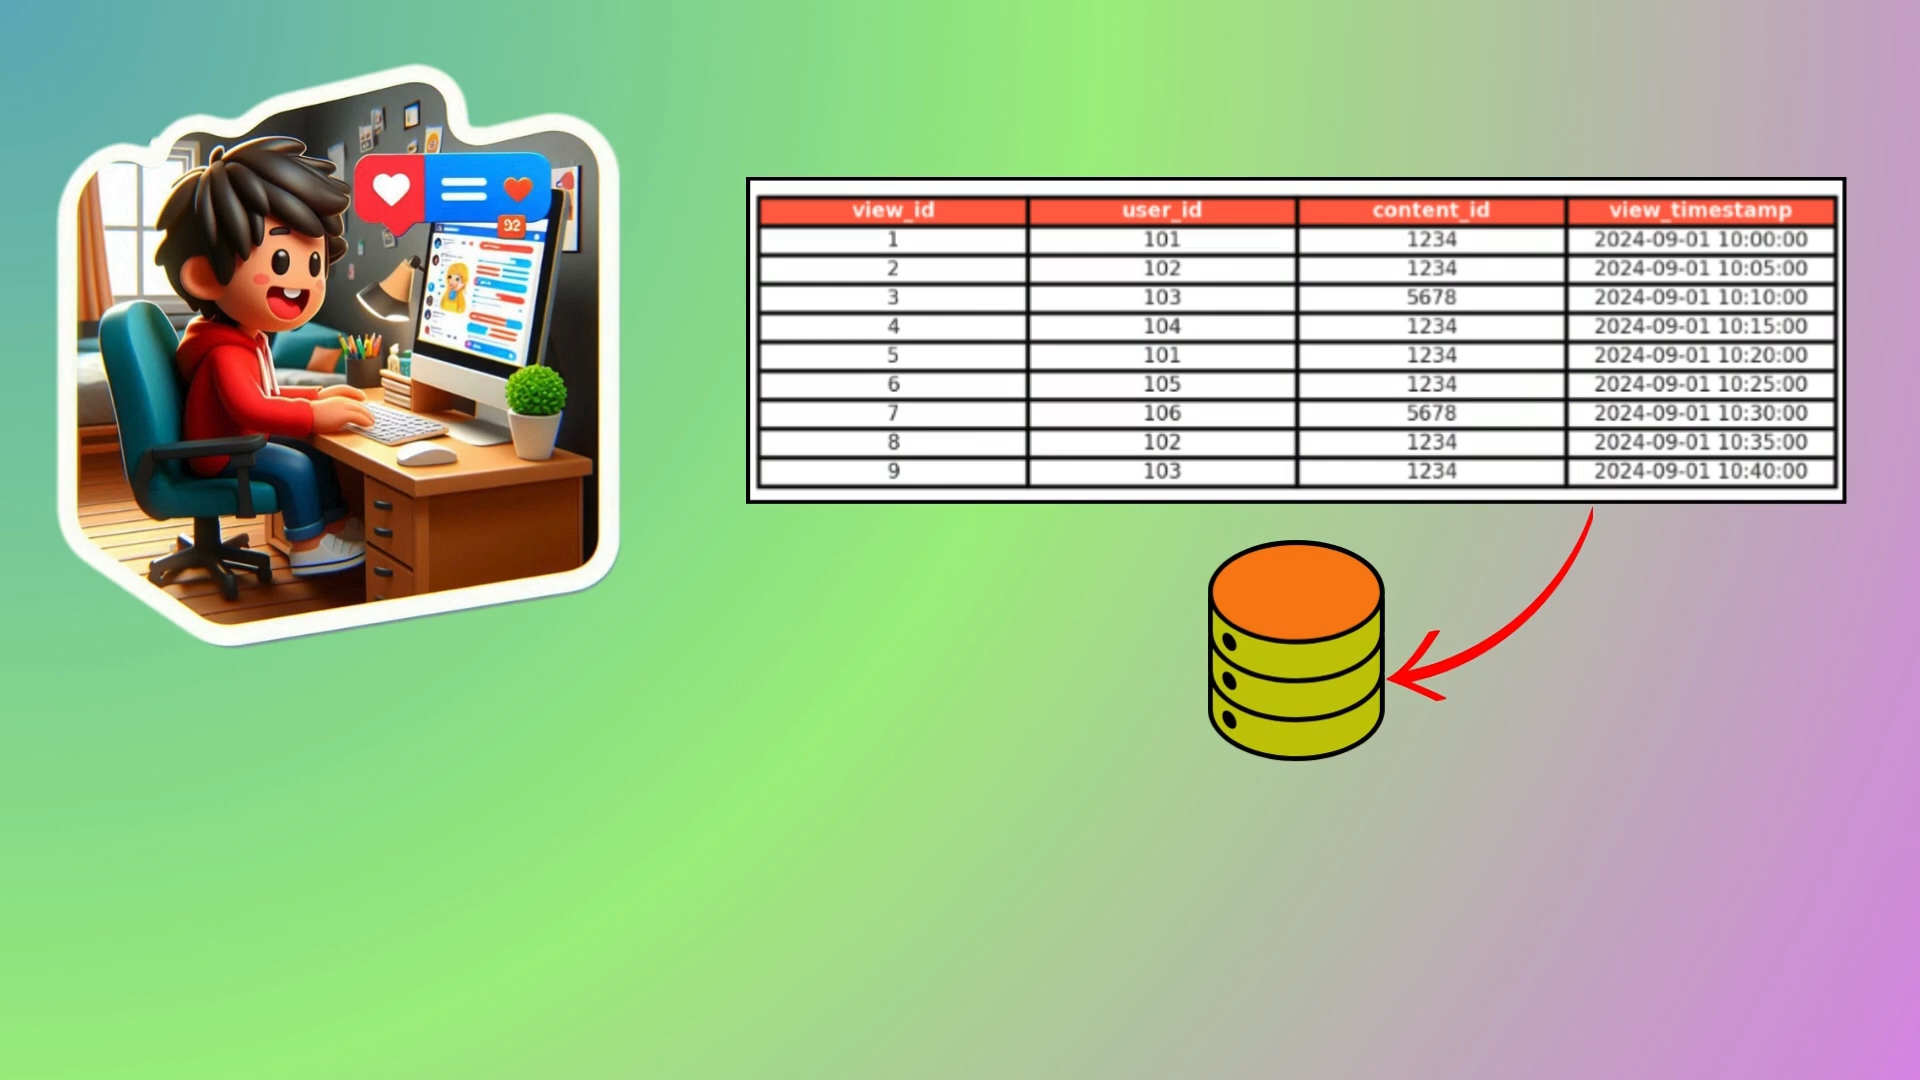 92
view_id user_id content_id view_timestamp
1 101 1234 2024-09-01 10:00:00
2 102 1234 2024-09-01 10:05:00
3 103 5678 2024-09-01 10:10:00
4 104 1234 2024-09-01 10:15:00
5 101 1234 2024-09-01 10:20:00
6 105 1234 2024-09-01 10:25:00
7 106 5678 2024-09-01 10:30:00
8 102 1234 2024-09-01 10:35:00
9 103 1234 2024-09-01 10:40:00